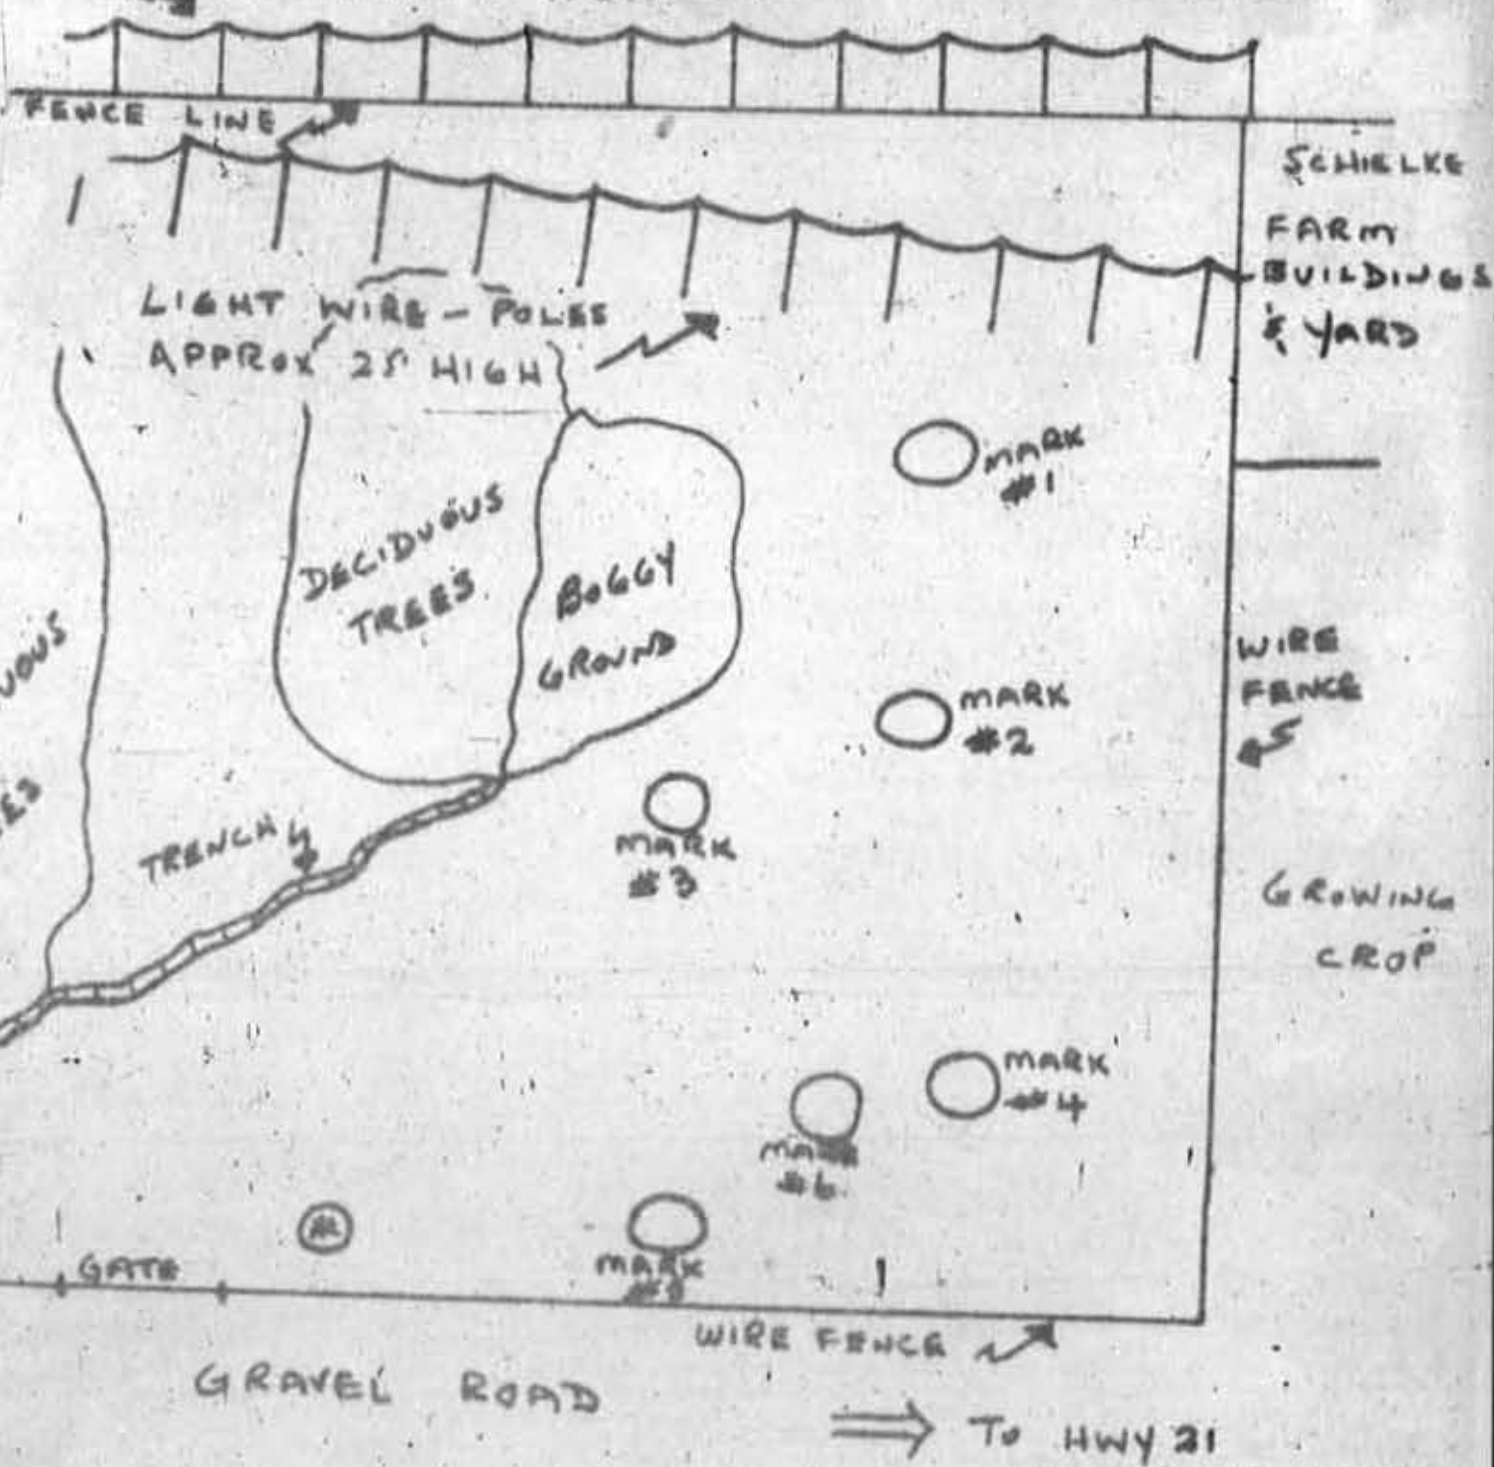 FENCE LINE
SCHIELKE
FARM
BUILDINGS
& YARD
LIGHT WIRE - POLES
APPROX 25' HIGH
MARK
#1
DECIDUOUS
TREES
BOGGY
GROUND
WIRE
FENCE
MARK
#2
MARK
#3
TRENCH
GROWING
CROP
MARK
#4
MARK
#6
GATE
MARK
WIRE FENCE
GRAVEL ROAD
TO HWY 21